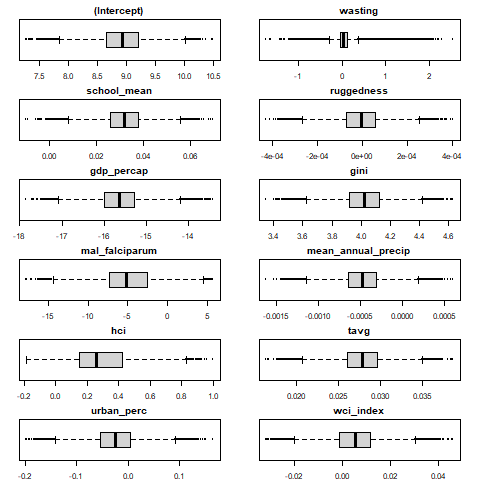 (Intercept)
wasting
7.5 8.0 8.5 9.0 9.5 10.0 10.5
-1 0 1 2
school_mean
ruggedness
0.00 0.02 0.04 0.06
-4e-04 -2e-04 0e+00 2e-04 4e-04
gdp_percap
gini
-18 -17 -16 -15 -14
3.4 3.6 3.8 4.0 4.2 4.4 4.6
mal_falciparum
mean_annual_precip
-15 -10 -5 0 5
-0.0015 -0.0010 -0.0005 0.0000 0.0005
hci
tavg
-0.2 0.0 0.2 0.4 0.6 0.8 1.0
0.020 0.025 0.030 0.035
urban_perc
wci_index
-0.2 -0.1 0.0 0.1
-0.02 0.00 0.02 0.04